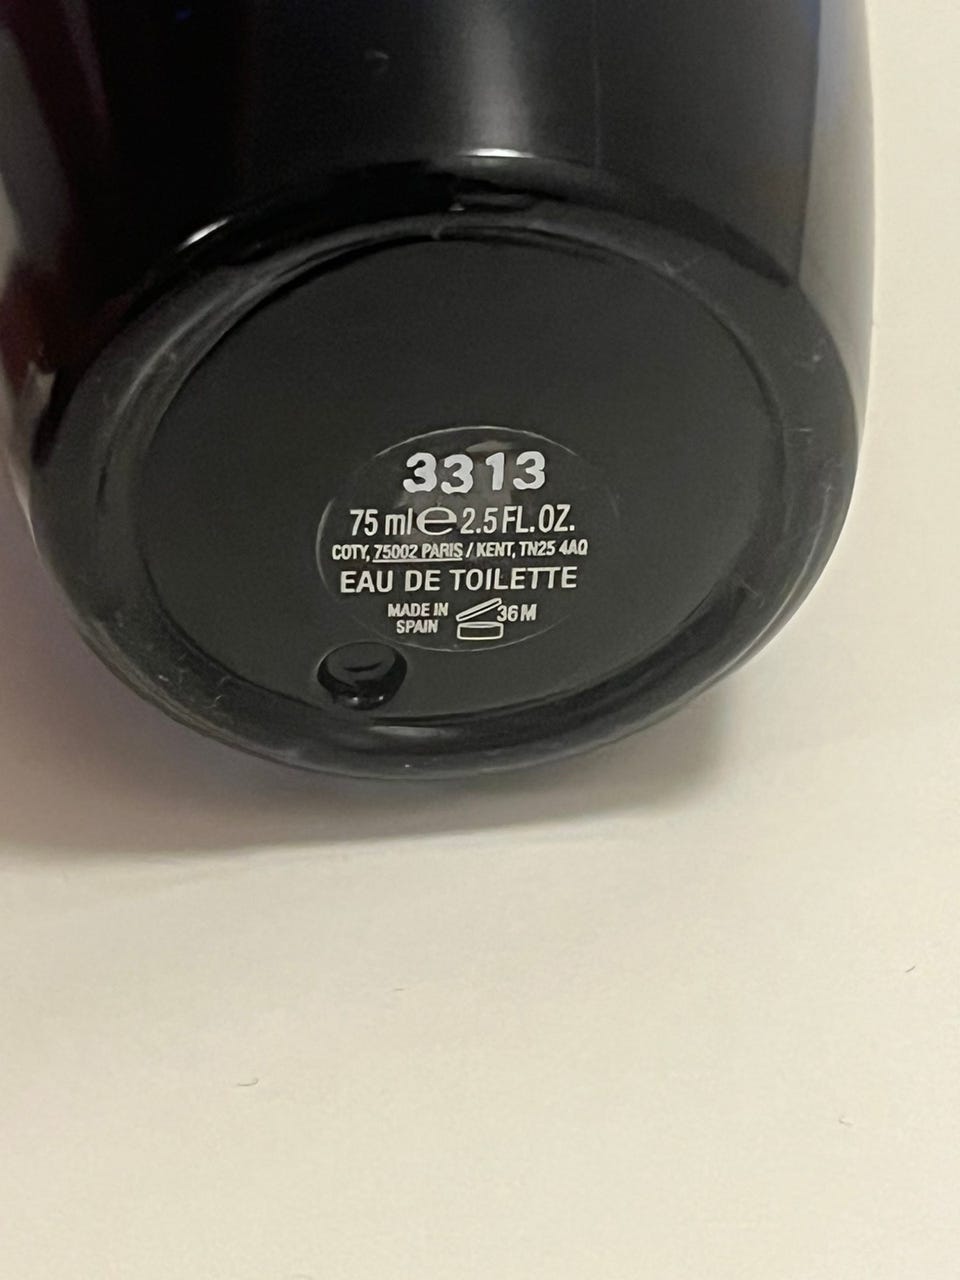 3313
75 ml e 2.5 FL. OZ.
COTY, 75002 PARIS / KENT, TN25 4AQ
EAU DE TOILETTE
MADE IN
SPAIN
36 M